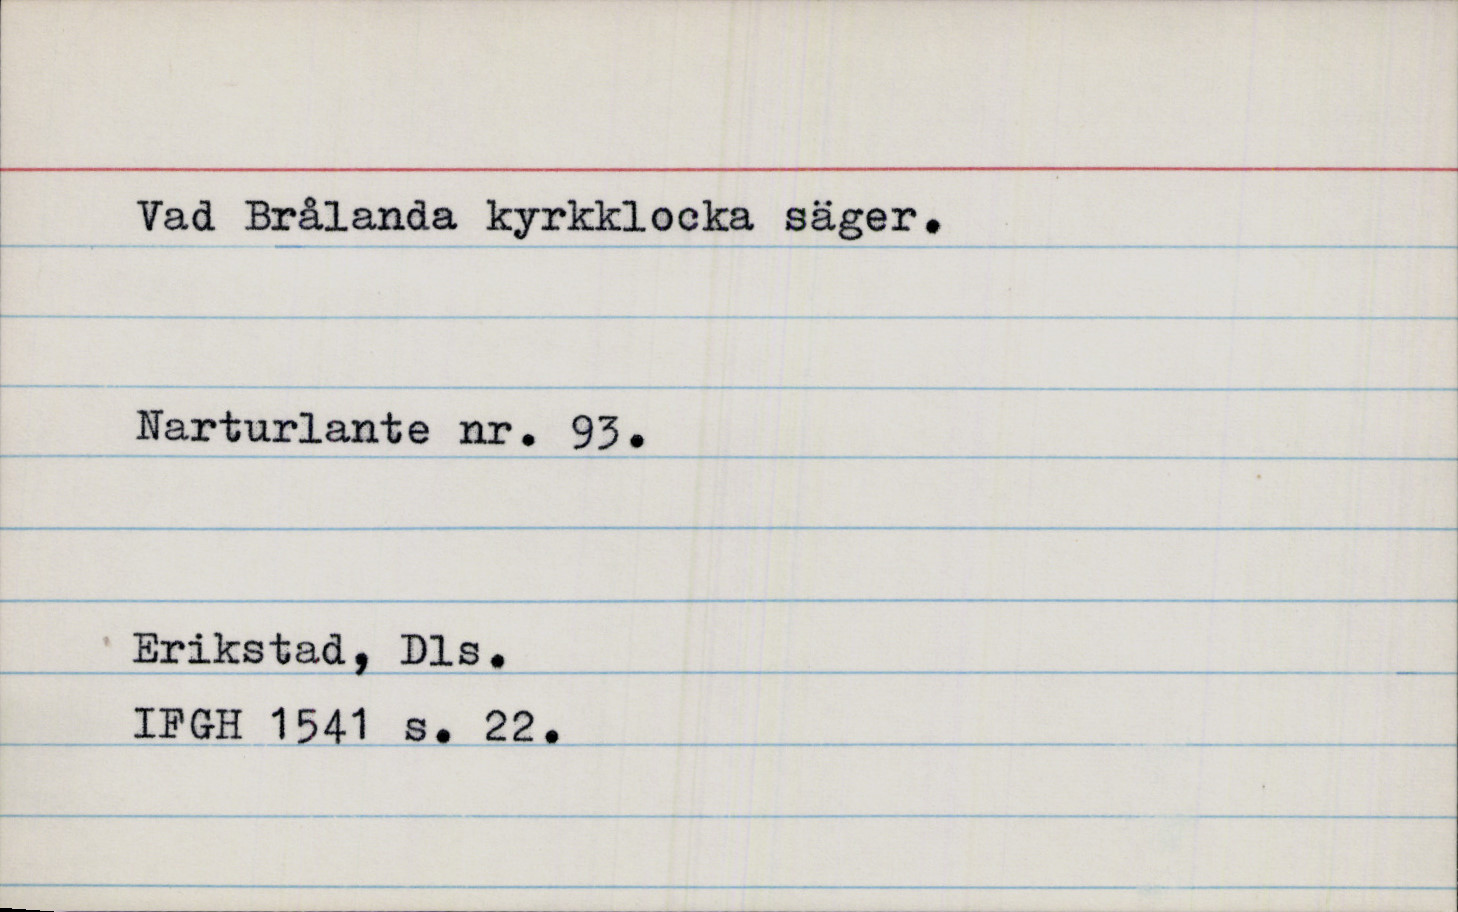 Vad Brålanda kyrkklocka säger.
Narturlante nr. 93.
Erikstad, Dls.
IFGH 1541 s. 22.